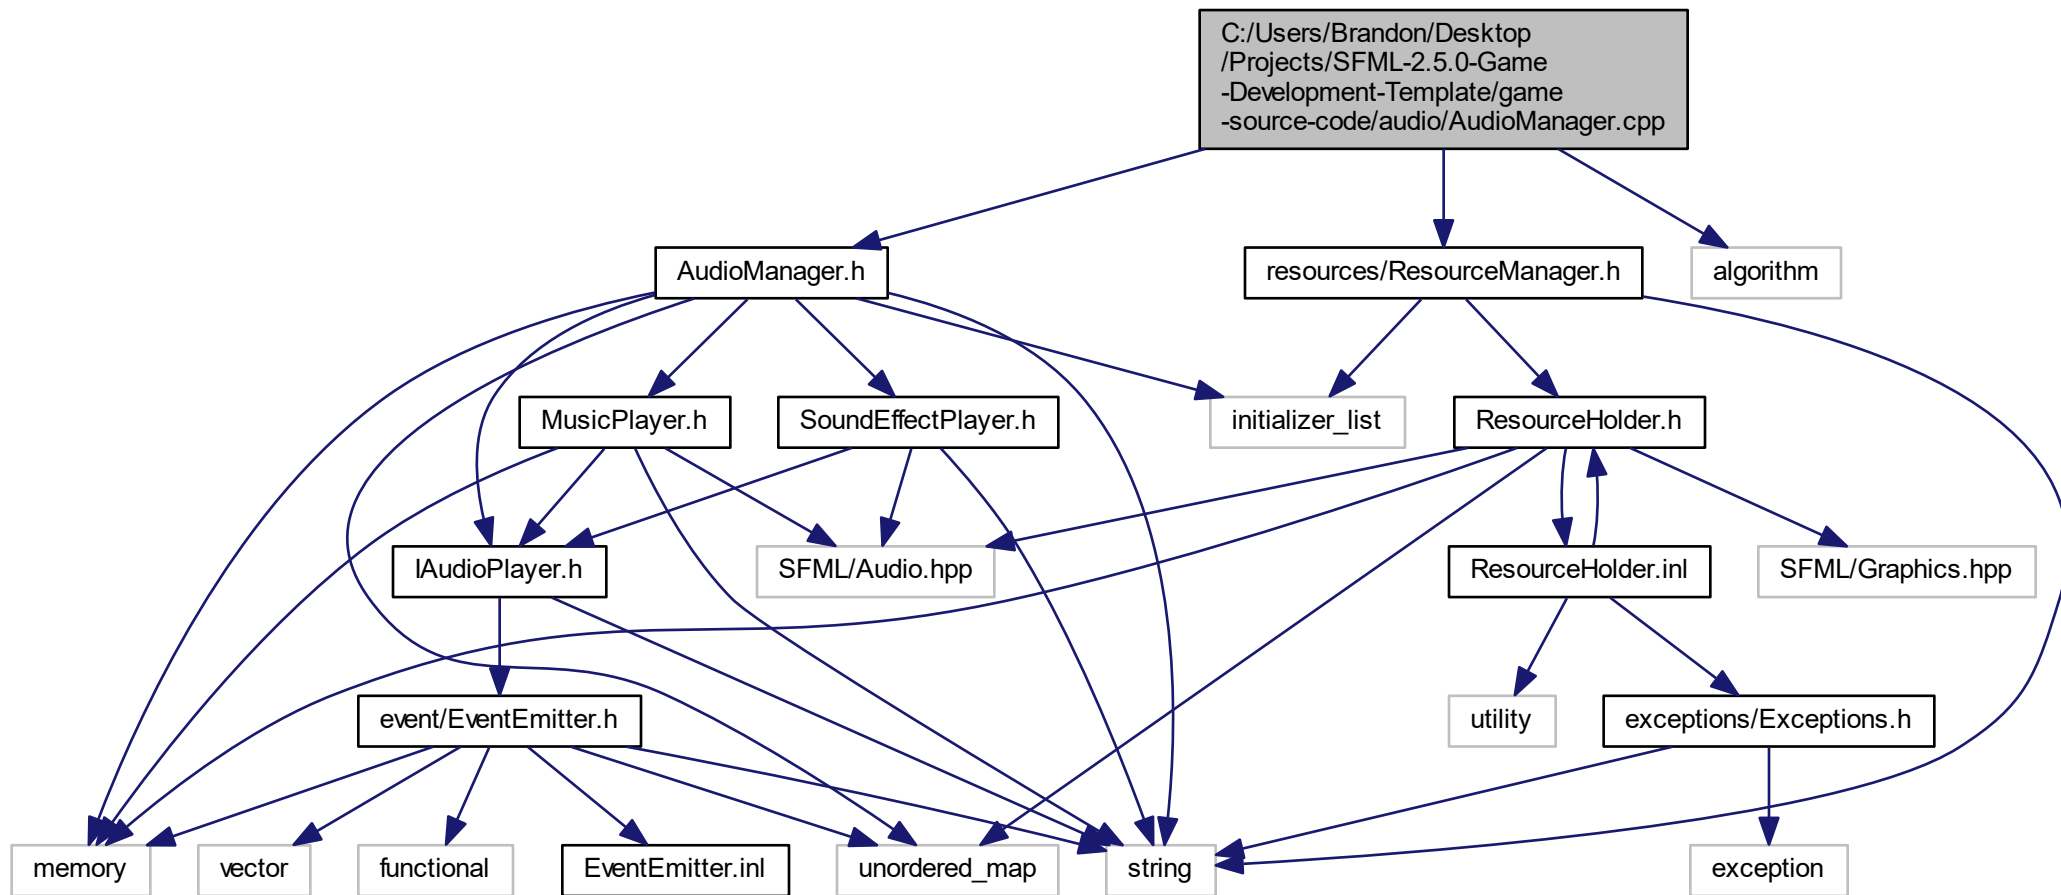 C:/Users/Brandon/Desktop
/Projects/SFML-2.5.0-Game
-Development-Template/game
-source-code/audio/AudioManager.cpp
AudioManager.h
resources/ResourceManager.h
algorithm
MusicPlayer.h
SoundEffectPlayer.h
initializer_list
ResourceHolder.h
IAudioPlayer.h
SFML/Audio.hpp
ResourceHolder.inl
SFML/Graphics.hpp
event/EventEmitter.h
utility
exceptions/Exceptions.h
memory
vector
functional
EventEmitter.inl
unordered_map
string
exception